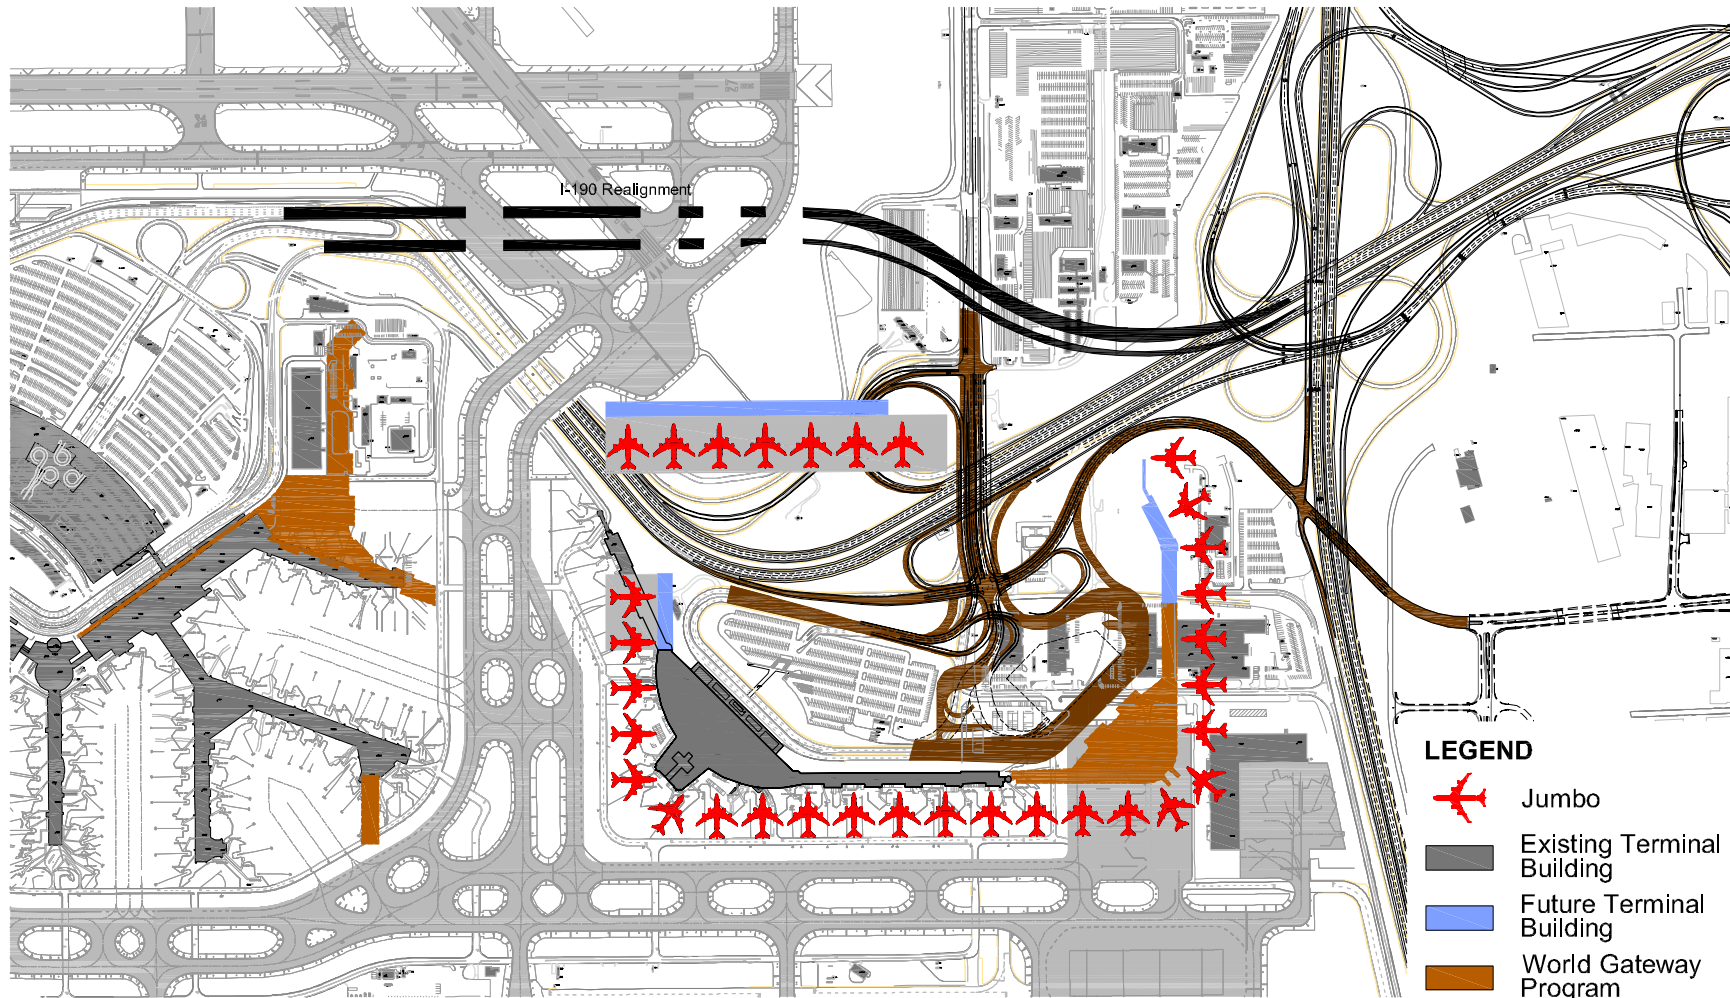 I-190 Realignment
LEGEND
Jumbo
Existing Terminal
Building
Future Terminal
Building
World Gateway
Program